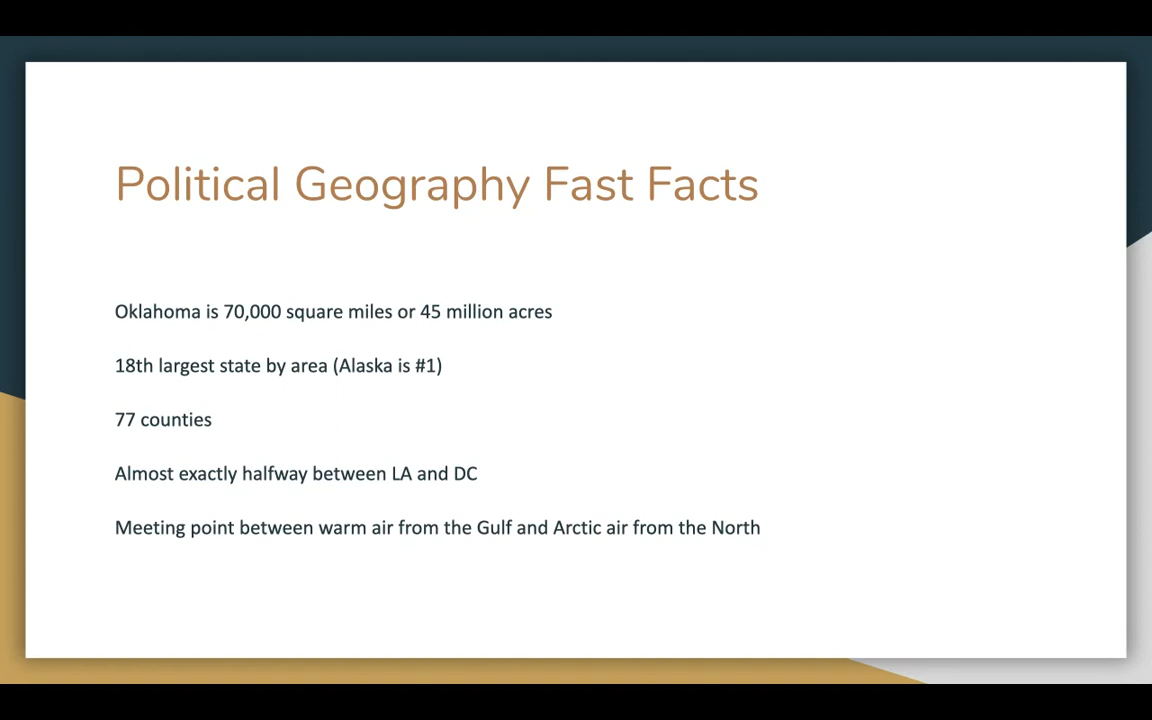 Political Geography Fast Facts
Oklahoma is 70,000 square miles or 45 million acres
18th largest state by area (Alaska is #1)
77 counties
Almost exactly halfway between LA and DC
Meeting point between warm air from the Gulf and Arctic air from the North